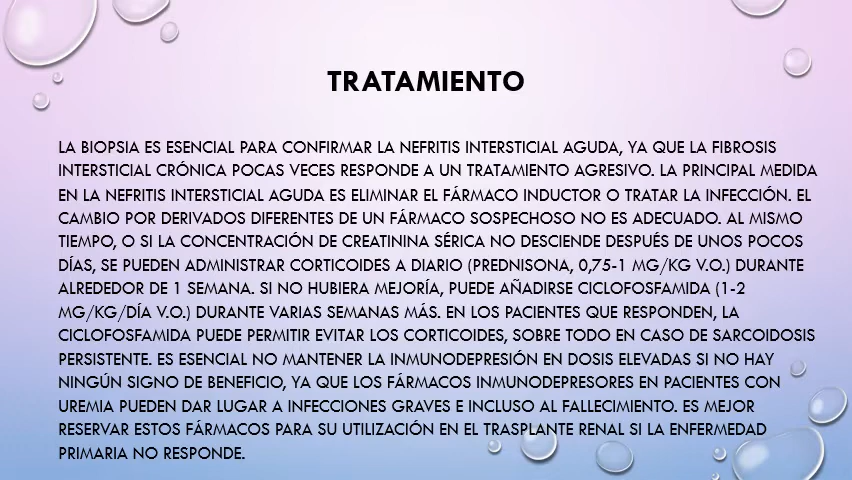 TRATAMIENTO
LA BIOPSIA ES ESENCIAL PARA CONFIRMAR LA NEFRITIS INTERSTICIAL AGUDA, YA QUE LA FIBROSIS
INTERSTICIAL CRÓNICA POCAS VECES RESPONDE A UN TRATAMIENTO AGRESIVO. LA PRINCIPAL MEDIDA
EN LA NEFRITIS INTERSTICIAL AGUDA ES ELIMINAR EL FÁRMACO INDUCTOR O TRATAR LA INFECCIÓN. EL
CAMBIO POR DERIVADOS DIFERENTES DE UN FÁRMACO SOSPECHOSO NO ES ADECUADO. AL MISMO
TIEMPO, O SI LA CONCENTRACIÓN DE CREATININA SÉRICA NO DESCIENDE DESPUÉS DE UNOS POCOS
DÍAS, SE PUEDEN ADMINISTRAR CORTICOIDES A DIARIO (PREDNISONA, 0,75-1 MG/KG V.O.) DURANTE
ALREDEDOR DE 1 SEMANA. SI NO HUBIERA MEJORÍA, PUEDE AÑADIRSE CICLOFOSFAMIDA (1-2
MG/KG/DÍA V.O.) DURANTE VARIAS SEMANAS MÁS. EN LOS PACIENTES QUE RESPONDEN, LA
CICLOFOSFAMIDA PUEDE PERMITIR EVITAR LOS CORTICOIDES, SOBRE TODO EN CASO DE SARCOIDOSIS
PERSISTENTE. ES ESENCIAL NO MANTENER LA INMUNODEPRESIÓN EN DOSIS ELEVADAS SI NO HAY
NINGÚN SIGNO DE BENEFICIO, YA QUE LOS FÁRMACOS INMUNODEPRESORES EN PACIENTES CON
UREMIA PUEDEN DAR LUGAR A INFECCIONES GRAVES E INCLUSO AL FALLECIMIENTO. ES MEJOR
RESERVAR ESTOS FÁRMACOS PARA SU UTILIZACIÓN EN EL TRASPLANTE RENAL SI LA ENFERMEDAD
PRIMARIA NO RESPONDE.